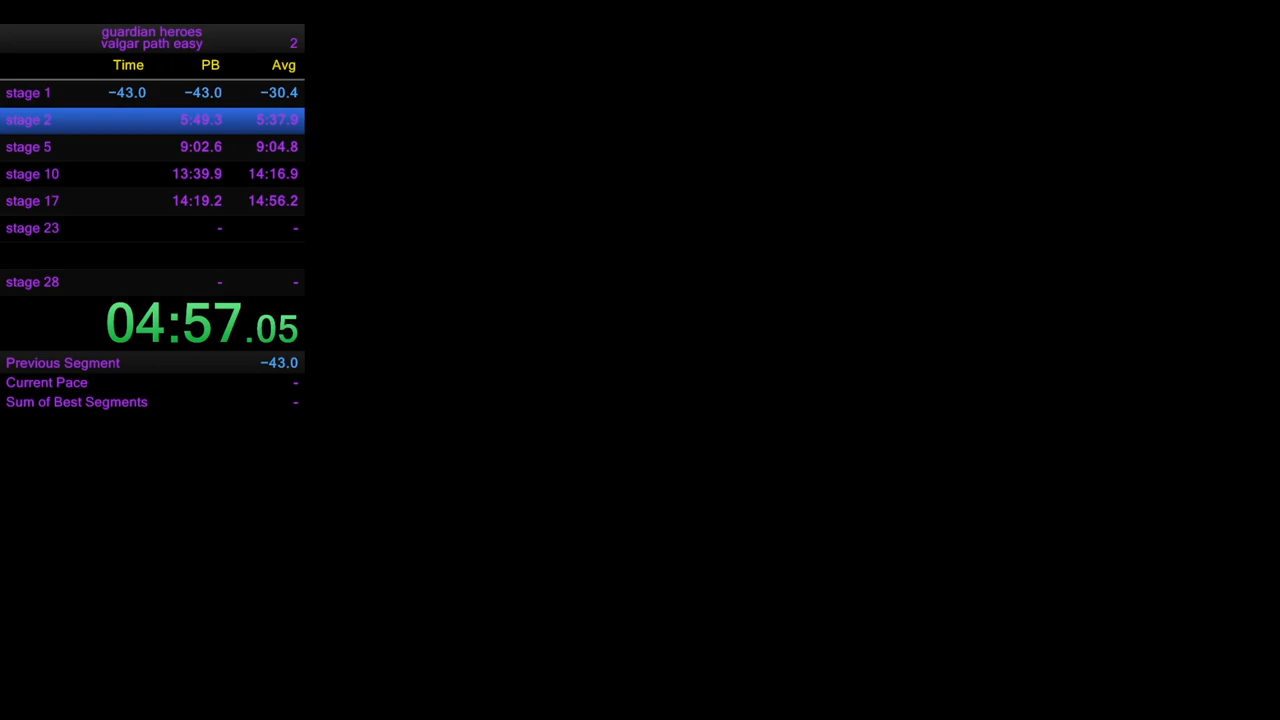 guardian heroes
valgar path easy 2
Time PB Avg
stage 1 −43.0 −43.0 −30.4
stage 2 5:49.3 5:37.9
stage 5 9:02.6 9:04.8
stage 10 13:39.9 14:16.9
stage 17 14:19.2 14:56.2
stage 23 - -
stage 28 - -
04:57.05
Previous Segment −43.0
Current Pace -
Sum of Best Segments -